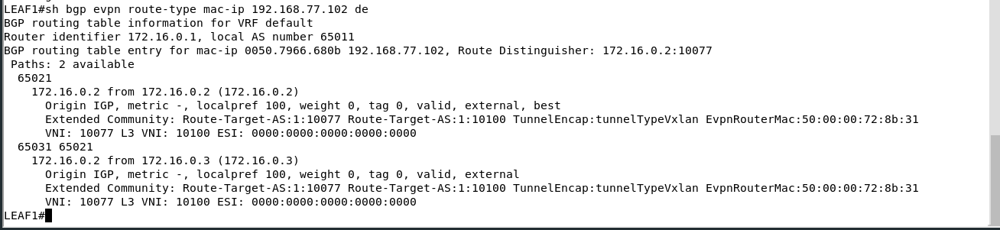 LEAF1#sh bgp evpn route-type mac-ip 192.168.77.102 de
BGP routing table information for VRF default
Router identifier 172.16.0.1, local AS number 65011
BGP routing table entry for mac-ip 0050.7966.680b 192.168.77.102, Route Distinguisher: 172.16.0.2:10077
 Paths: 2 available
  65021
    172.16.0.2 from 172.16.0.2 (172.16.0.2)
      Origin IGP, metric -, localpref 100, weight 0, tag 0, valid, external, best
      Extended Community: Route-Target-AS:1:10077 Route-Target-AS:1:10100 TunnelEncap:tunnelTypeVxlan EvpnRouterMac:50:00:00:72:8b:31
      VNI: 10077 L3 VNI: 10100 ESI: 0000:0000:0000:0000:0000
  65031 65021
    172.16.0.2 from 172.16.0.3 (172.16.0.3)
      Origin IGP, metric -, localpref 100, weight 0, tag 0, valid, external
      Extended Community: Route-Target-AS:1:10077 Route-Target-AS:1:10100 TunnelEncap:tunnelTypeVxlan EvpnRouterMac:50:00:00:72:8b:31
      VNI: 10077 L3 VNI: 10100 ESI: 0000:0000:0000:0000:0000
LEAF1#